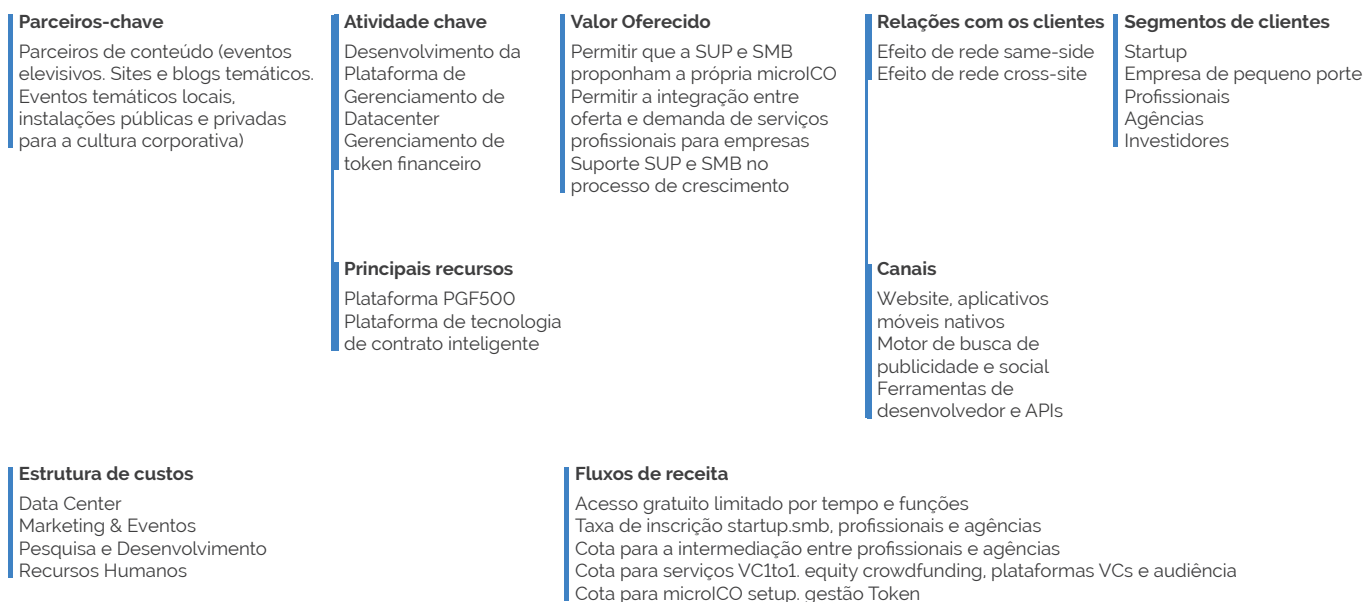 Parceiros-chave
Parceiros de conteúdo (eventos
elevisivos. Sites e blogs temáticos.
Eventos temáticos locais,
instalações públicas e privadas
para a cultura corporativa)
Atividade chave
Desenvolvimento da
Plataforma de
Gerenciamento de
Datacenter
Gerenciamento de
token financeiro
Principais recursos
Plataforma PGF500
Plataforma de tecnologia
de contrato inteligente
Valor Oferecido
Permitir que a SUP e SMB
proponham a própria microICO
Permitir a integração entre
oferta e demanda de serviços
profissionais para empresas
Suporte SUP e SMB no
processo de crescimento
Relações com os clientes
Efeito de rede same-side
Efeito de rede cross-site
Canais
Website, aplicativos
móveis nativos
Motor de busca de
publicidade e social
Ferramentas de
desenvolvedor e APIs
Segmentos de clientes
Startup
Empresa de pequeno porte
Profissionais
Agências
Investidores
Estrutura de custos
Data Center
Marketing & Eventos
Pesquisa e Desenvolvimento
Recursos Humanos
Fluxos de receita
Acesso gratuito limitado por tempo e funções
Taxa de inscrição startup.smb, profissionais e agências
Cota para a intermediação entre profissionais e agências
Cota para serviços VC1to1. equity crowdfunding, plataformas VCs e audiência
Cota para microICO setup. gestão Token